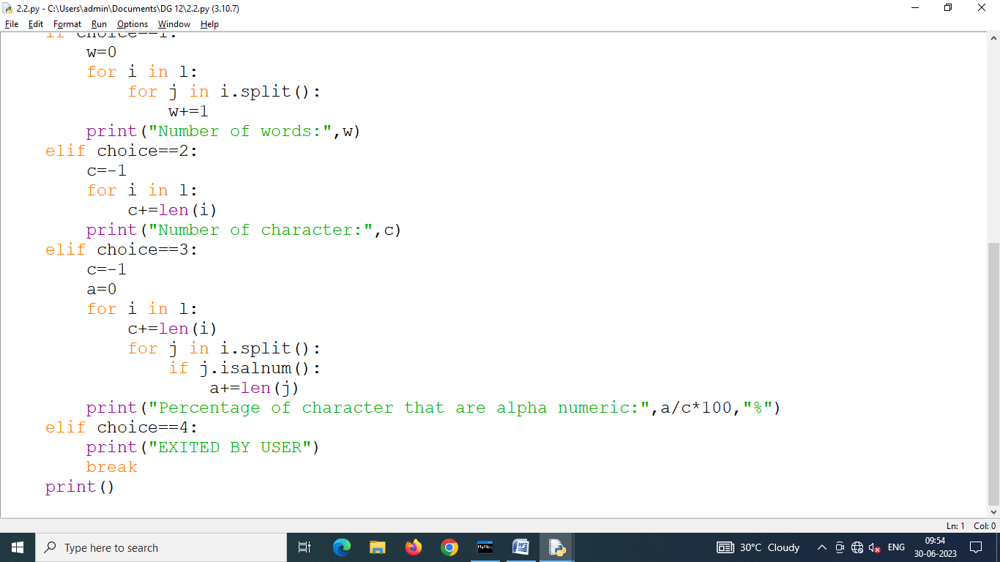 2.2.py - C:\Users\admin\Documents\DG 12\2.2.py (3.10.7)
File Edit Format Run Options Window Help
    if choice==1:
        w=0
        for i in l:
            for j in i.split():
                w+=1
        print("Number of words:",w)
    elif choice==2:
        c=-1
        for i in l:
            c+=len(i)
        print("Number of character:",c)
    elif choice==3:
        c=-1
        a=0
        for i in l:
            c+=len(i)
            for j in i.split():
                if j.isalnum():
                    a+=len(j)
        print("Percentage of character that are alpha numeric:",a/c*100,"%")
    elif choice==4:
        print("EXITED BY USER")
        break
    print()
Ln: 1 Col: 0
Type here to search
MySQL
30°C Cloudy
ENG
09:54
30-06-2023